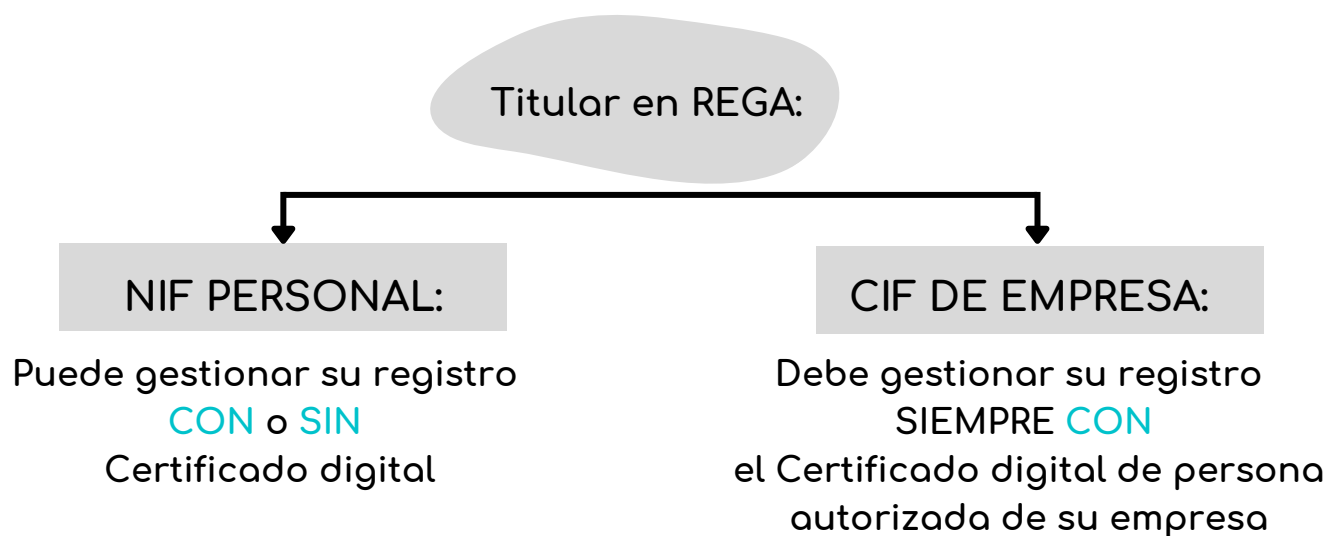 Titular en REGA:
NIF PERSONAL:
Puede gestionar su registro
CON o SIN
Certificado digital
CIF DE EMPRESA:
Debe gestionar su registro
SIEMPRE CON
el Certificado digital de persona
autorizada de su empresa